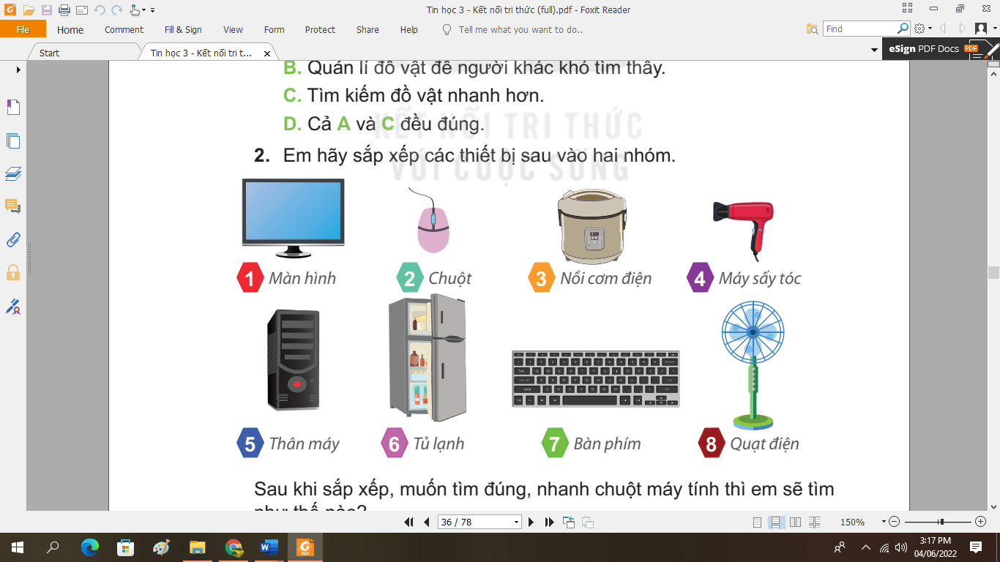 Tin học 3 - Kết nối tri thức (full).pdf - Foxit Reader
File Home Comment Fill & Sign View Form Protect Share Help Tell me what you want to do.. Find
Start Tin học 3 - Kết nối tri t... eSign PDF Docs PDF
B. Quán lí đồ vật đê người khác khó tìm thây.
C. Tìm kiếm đồ vật nhanh hơn.
KẾT NỐI TRI THỨC
D. Cả A và C đều đúng.
2. Em hãy sắp xếp các thiết bị sau vào hai nhóm.
VỚI CUỘC SỐNG
1 Màn hình 2 Chuột 3 Nồi cơm điện 4 Máy sấy tóc
5 Thân máy 6 Tủ lạnh 7 Bàn phím 8 Quạt điện
Sau khi sắp xếp, muốn tìm đúng, nhanh chuột máy tính thì em sẽ tìm
như thế nào?
36 / 78 150%
3:17 PM
04/06/2022